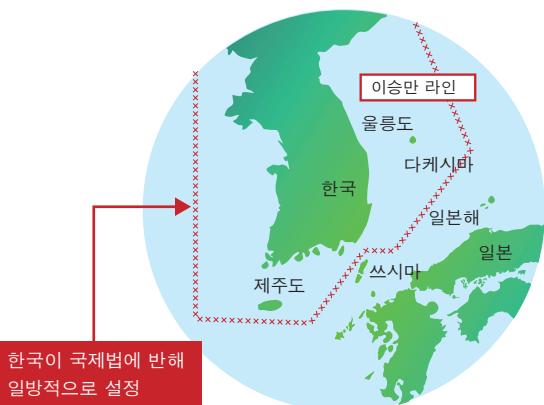 이승만 라인
울릉도
다케시마
한국
일본해
일본
쓰시마
제주도
한국이 국제법에 반해
일방적으로 설정